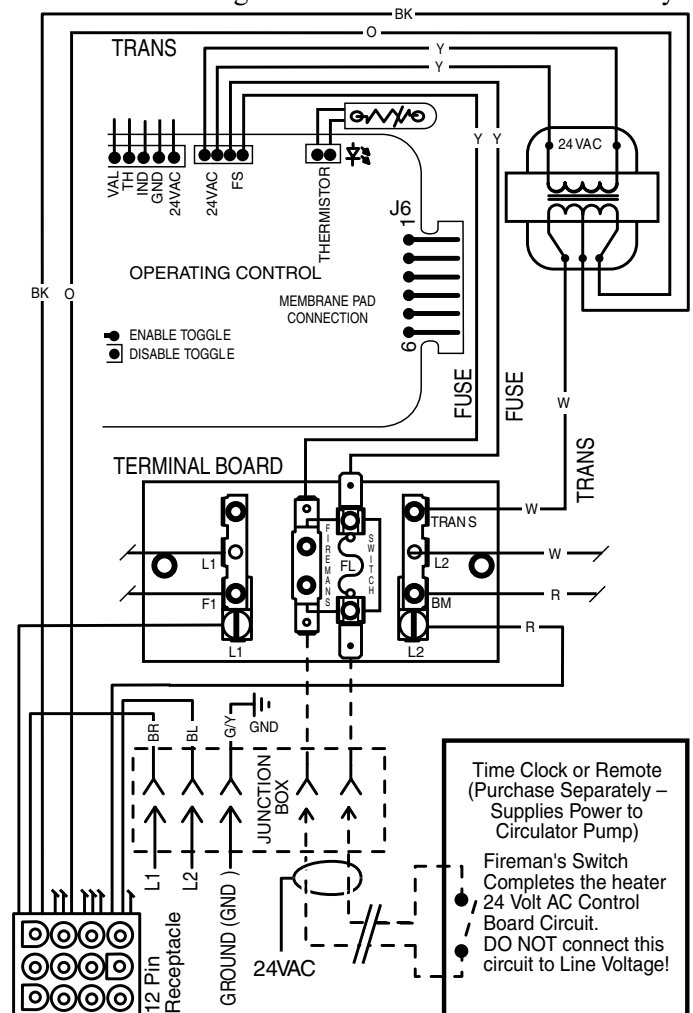 BK
O
TRANS
Y
Y
Y Y
24VAC
VAL
TH
IND
GND
24VAC
24VAC
FS
THERMISTOR
J6
1
6
OPERATING CONTROL
MEMBRANE PAD
CONNECTION
BK O
ENABLE TOGGLE
DISABLE TOGGLE
FUSE
FUSE
W
TRANS
TERMINAL BOARD
W
TRANS
L1
F1
L1
FIREMANS
FL
SWITCH
L2
BM
L2
W
R
R
BR
BL
G/Y
GND
JUNCTION
BOX
L1
L2
GROUND (GND )
24VAC
12 Pin
Receptacle
Time Clock or Remote
(Purchase Separately –
Supplies Power to
Circulator Pump)
Fireman's Switch
Completes the heater
24 Volt AC Control
Board Circuit.
DO NOT connect this
circuit to Line Voltage!